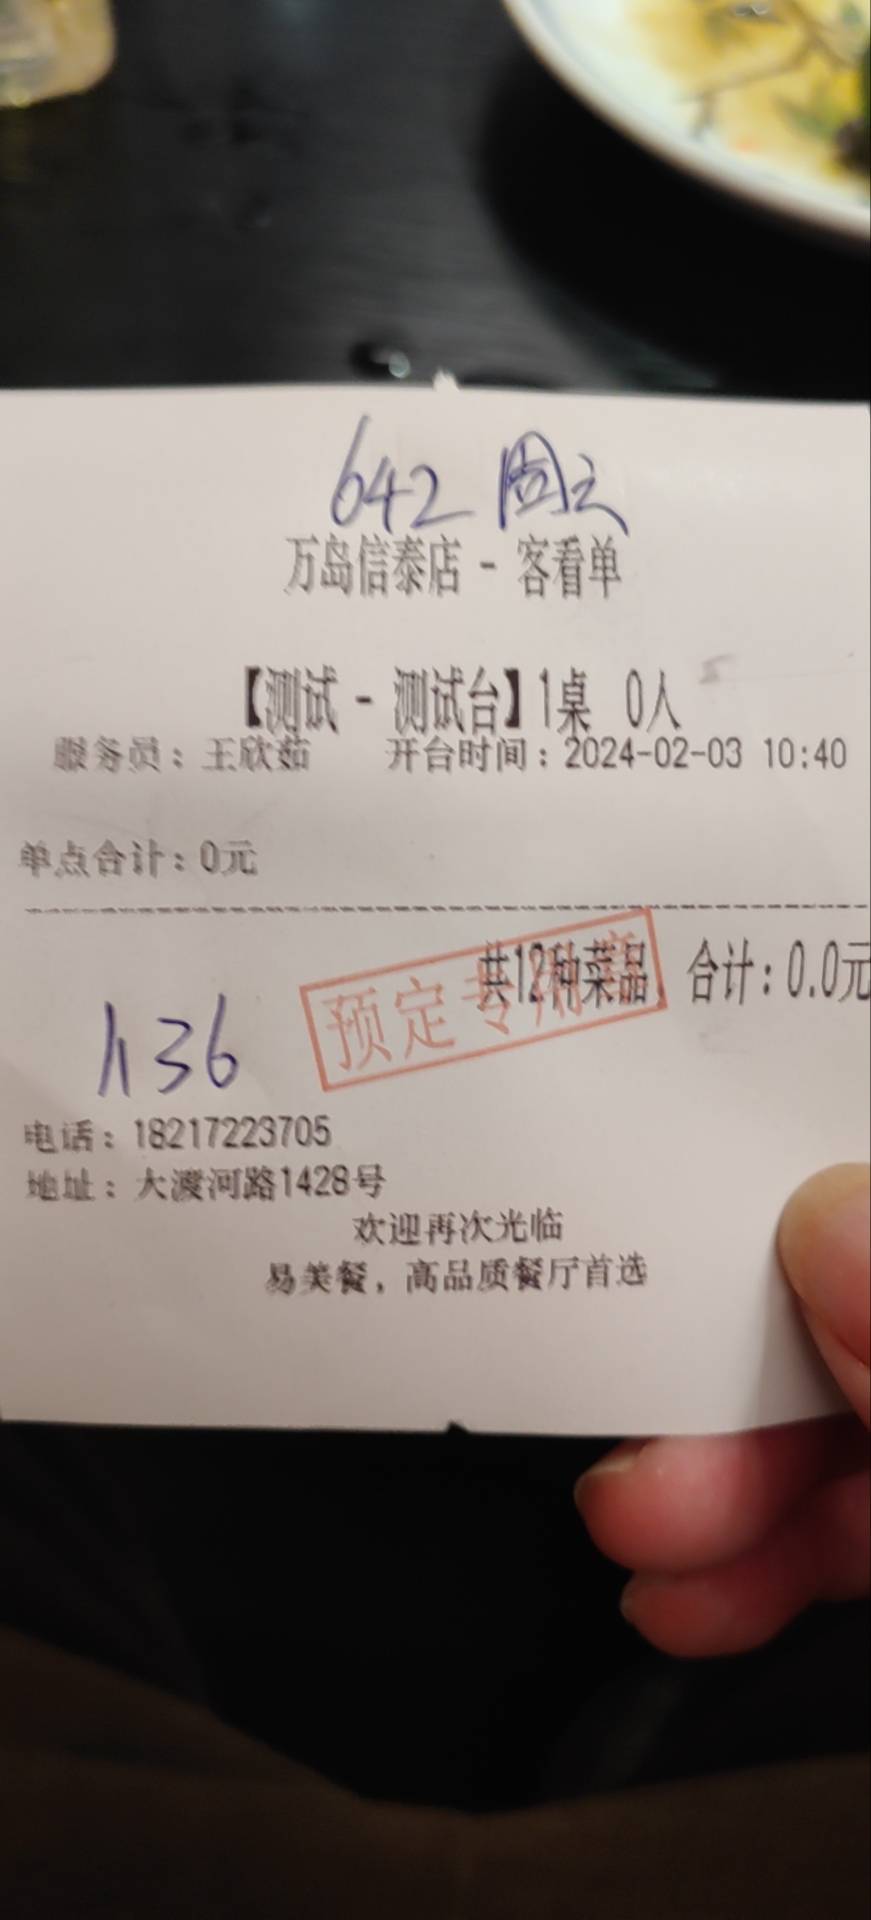 642
万岛信泰店 - 客看单
【测试 - 测试台】1桌 0人
服务员：王欣茹 开台时间：2024-02-03 10:40
单点合计：0元
共12种菜品，合计：0.0元
预定专用章
1136
电话：18217223705
地址：大渡河路1428号
欢迎再次光临
易美餐，高品质餐厅首选